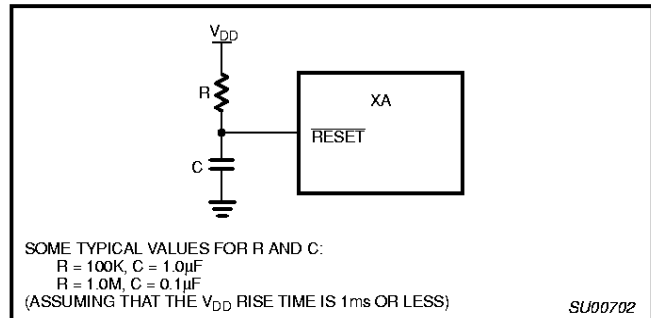 VDD
R
XA
RESET
C
SOME TYPICAL VALUES FOR R AND C:
R = 100K, C = 1.0µF
R = 1.0M, C = 0.1µF
(ASSUMING THAT THE VDD RISE TIME IS 1ms OR LESS)
SU00702